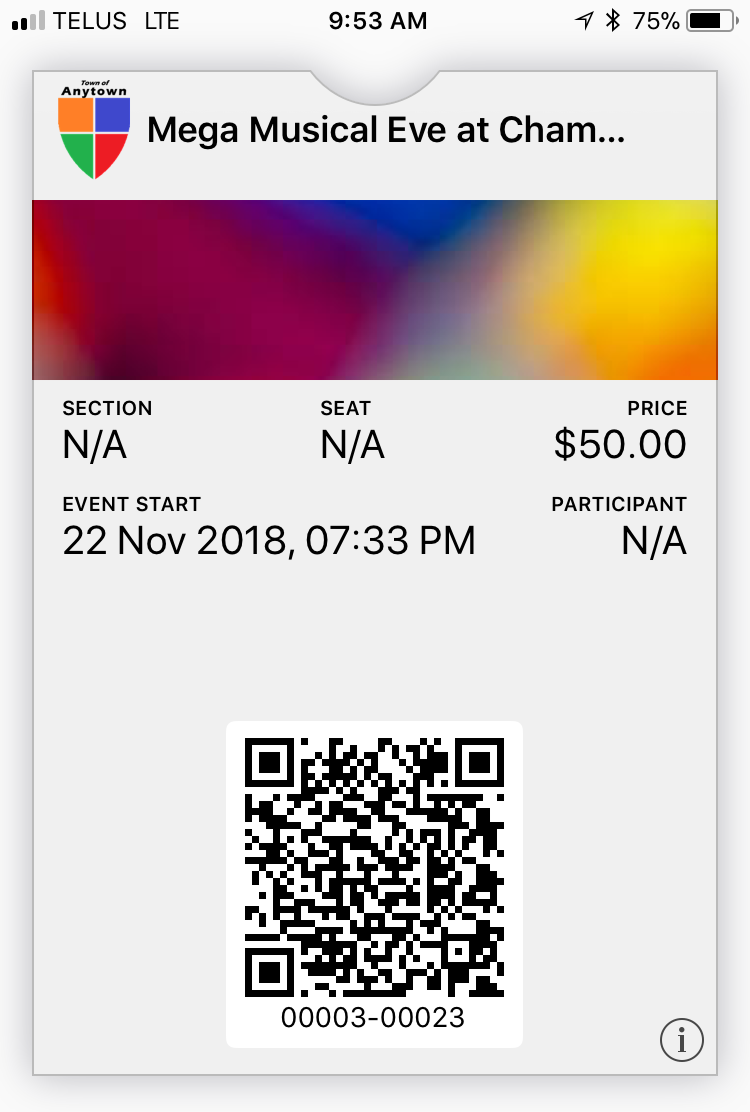 TELUS LTE 9:53 AM 75%
Town of
Anytown
Mega Musical Eve at Cham...
SECTION SEAT PRICE
N/A N/A $50.00
EVENT START PARTICIPANT
22 Nov 2018, 07:33 PM N/A
00003-00023
i